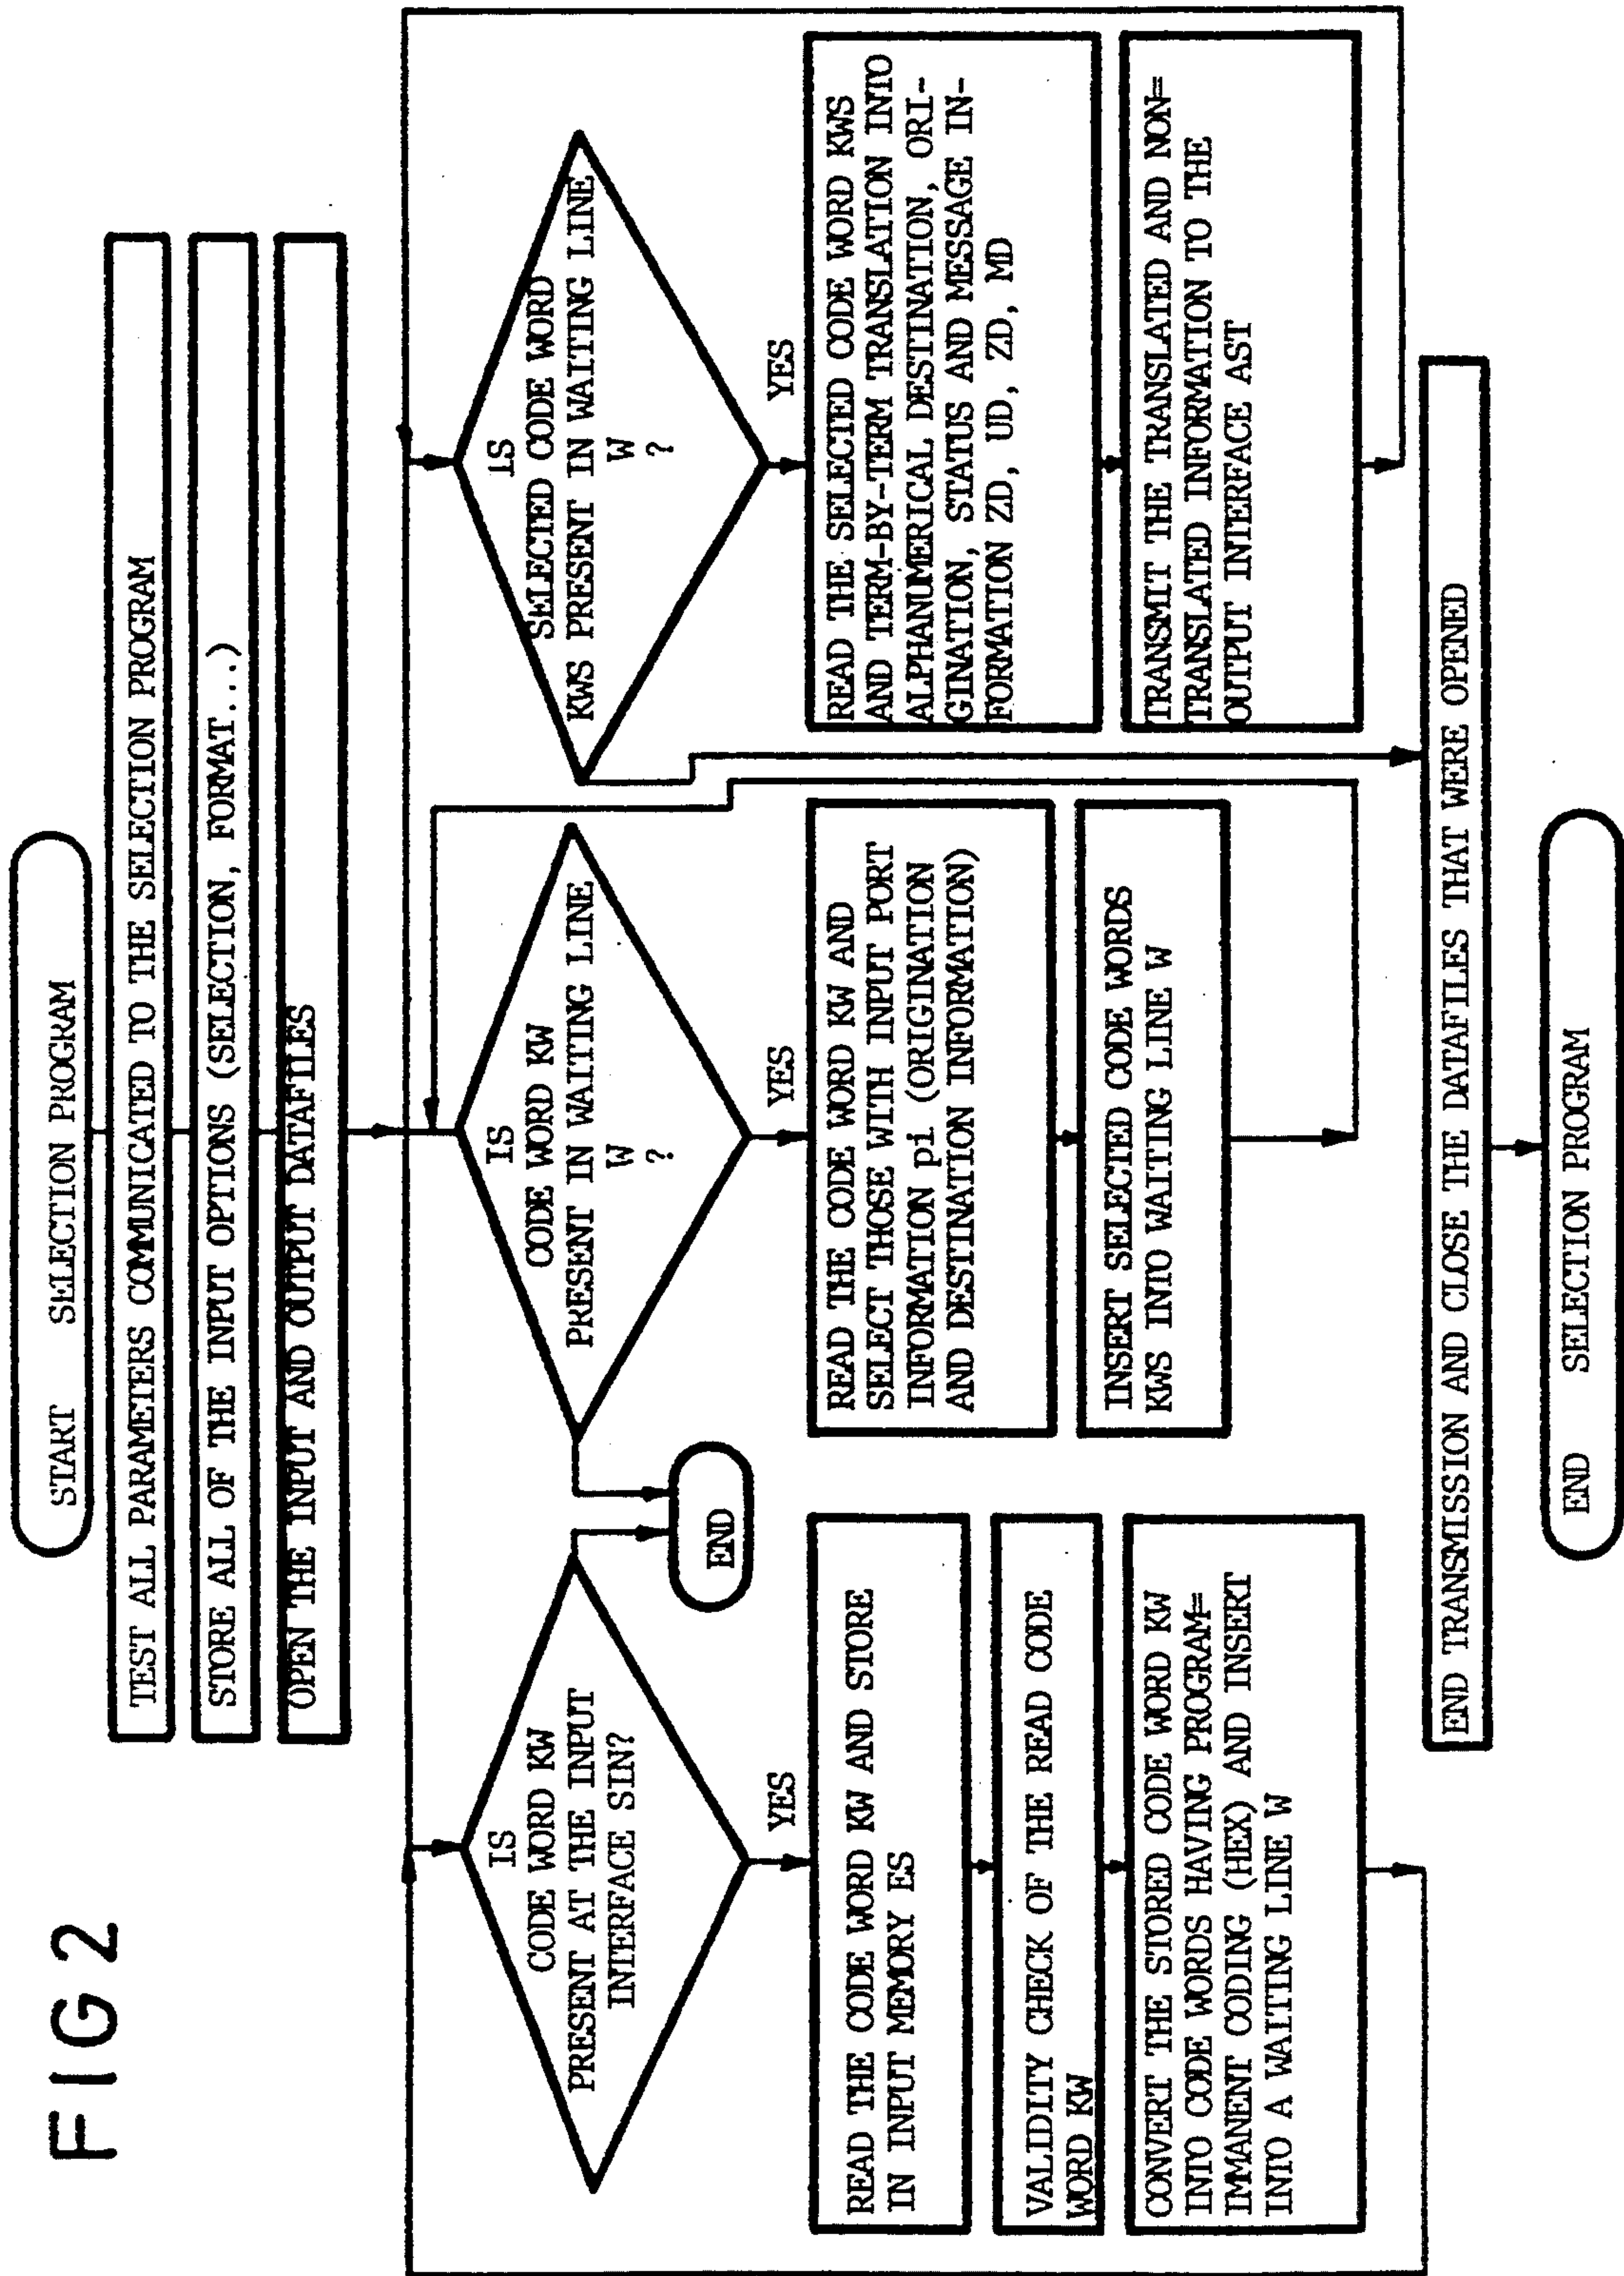 FIG 2
START SELECTION PROGRAM
TEST ALL PARAMETERS COMMUNICATED TO THE SELECTION PROGRAM
STORE ALL OF THE INPUT OPTIONS (SELECTION, FORMAT...)
OPEN THE INPUT AND OUTPUT DATAFILES
IS
CODE WORD KW
PRESENT AT THE INPUT
INTERFACE SIN?
YES
READ THE CODE WORD KW AND STORE
IN INPUT MEMORY ES
VALIDITY CHECK OF THE READ CODE
WORD KW
CONVERT THE STORED CODE WORD KW
INTO CODE WORDS HAVING PROGRAM=
IMMANENT CODING (HEX) AND INSERT
INTO A WAITING LINE W
END
IS
CODE WORD KW
PRESENT IN WAITING LINE
W
?
YES
READ THE CODE WORD KW AND
SELECT THOSE WITH INPUT PORT
INFORMATION pi (ORIGINATION
AND DESTINATION INFORMATION)
INSERT SELECTED CODE WORDS
KWS INTO WAITING LINE W
IS
SELECTED CODE WORD
KWS PRESENT IN WAITING LINE
W
?
YES
READ THE SELECTED CODE WORD KWS
AND TERM-BY-TERM TRANSLATION INTO
ALPHANUMERICAL DESTINATION, ORI-
GINATION, STATUS AND MESSAGE IN-
FORMATION ZD, UD, ZD, MD
TRANSMIT THE TRANSLATED AND NON=
TRANSLATED INFORMATION TO THE
OUTPUT INTERFACE AST
END TRANSMISSION AND CLOSE THE DATAFILES THAT WERE OPENED
END SELECTION PROGRAM